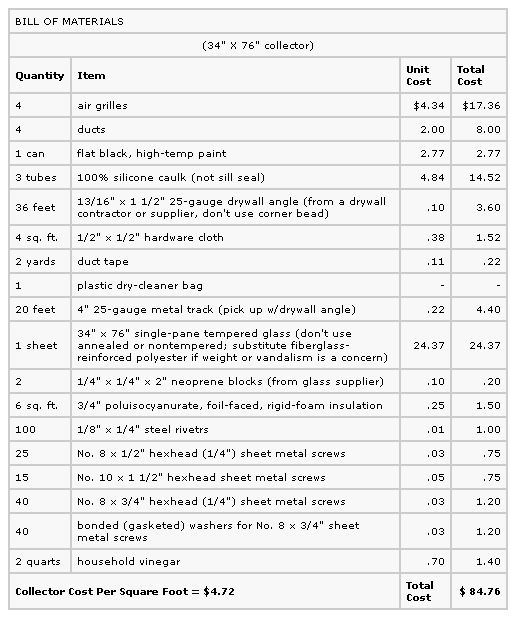 BILL OF MATERIALS
(34" X 76" collector)
Quantity Item Unit Cost Total Cost
4 air grilles $4.34 $17.36
4 ducts 2.00 8.00
1 can flat black, high-temp paint 2.77 2.77
3 tubes 100% silicone caulk (not sill seal) 4.84 14.52
36 feet 13/16" x 1 1/2" 25-gauge drywall angle (from a drywall
contractor or supplier, don't use corner bead) .10 3.60
4 sq. ft. 1/2" x 1/2" hardware cloth .38 1.52
2 yards duct tape .11 .22
1 plastic dry-cleaner bag - -
20 feet 4" 25-gauge metal track (pick up w/drywall angle) .22 4.40
1 sheet 34" x 76" single-pane tempered glass (don't use
annealed or nontempered; substitute fiberglass-
reinforced polyester if weight or vandalism is a concern) 24.37 24.37
2 1/4" x 1/4" x 2" neoprene blocks (from glass supplier) .10 .20
6 sq. ft. 3/4" poluisocyanurate, foil-faced, rigid-foam insulation .25 1.50
100 1/8" x 1/4" steel rivetrs .01 1.00
25 No. 8 x 1/2" hexhead (1/4") sheet metal screws .03 .75
15 No. 10 x 1 1/2" hexhead sheet metal screws .05 .75
40 No. 8 x 3/4" hexhead (1/4") sheet metal screws .03 1.20
40 bonded (gasketed) washers for No. 8 x 3/4" sheet
metal screws .03 1.20
2 quarts household vinegar .70 1.40
Collector Cost Per Square Foot = $4.72 Total Cost $ 84.76